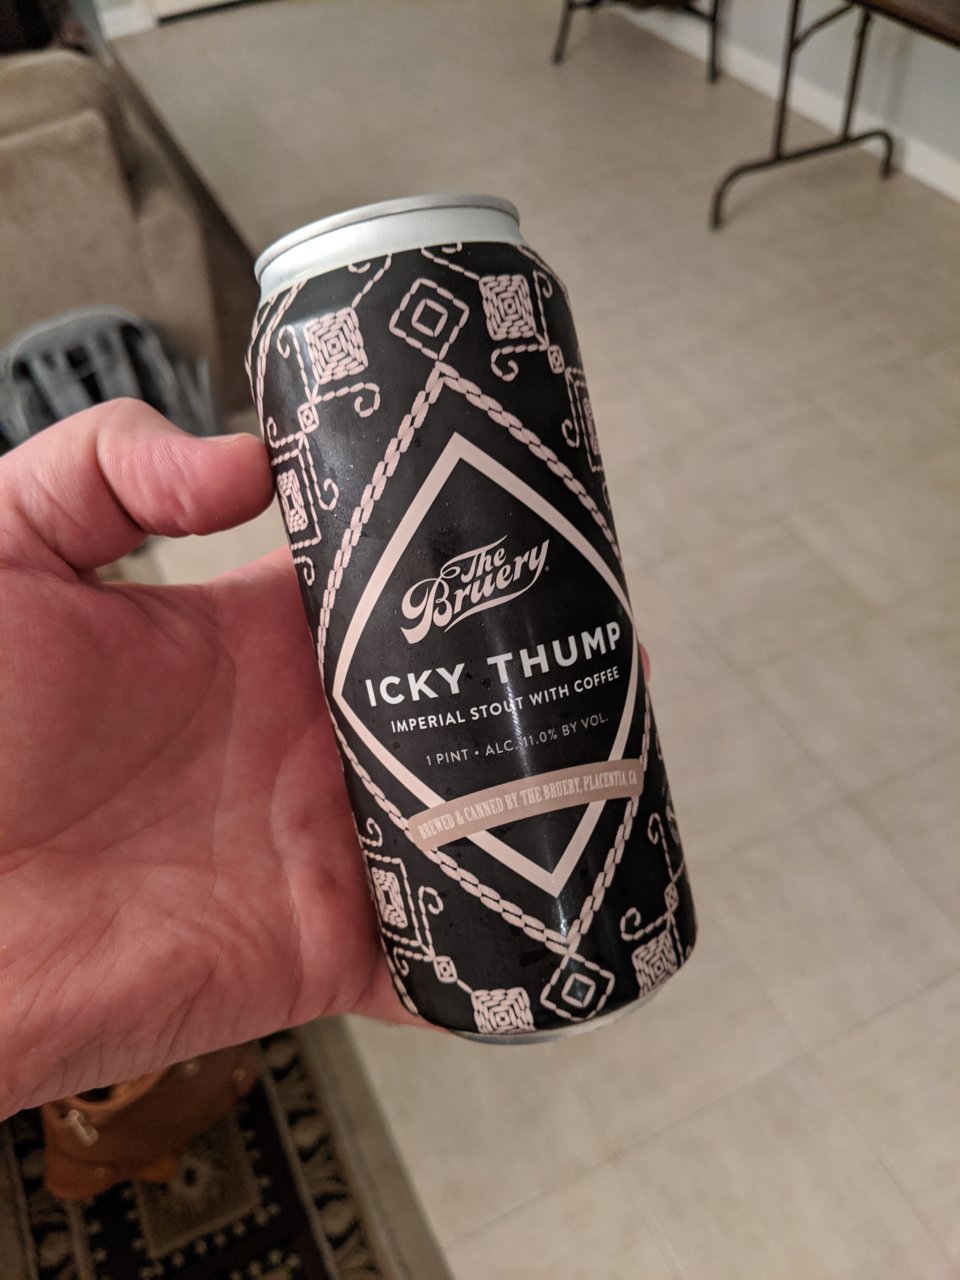 The
Bruery
ICKY THUMP
IMPERIAL STOUT WITH COFFEE
1 PINT • ALC. 11.0% BY VOL.
BREWED & CANNED BY THE BRUERY, PLACENTIA, CA